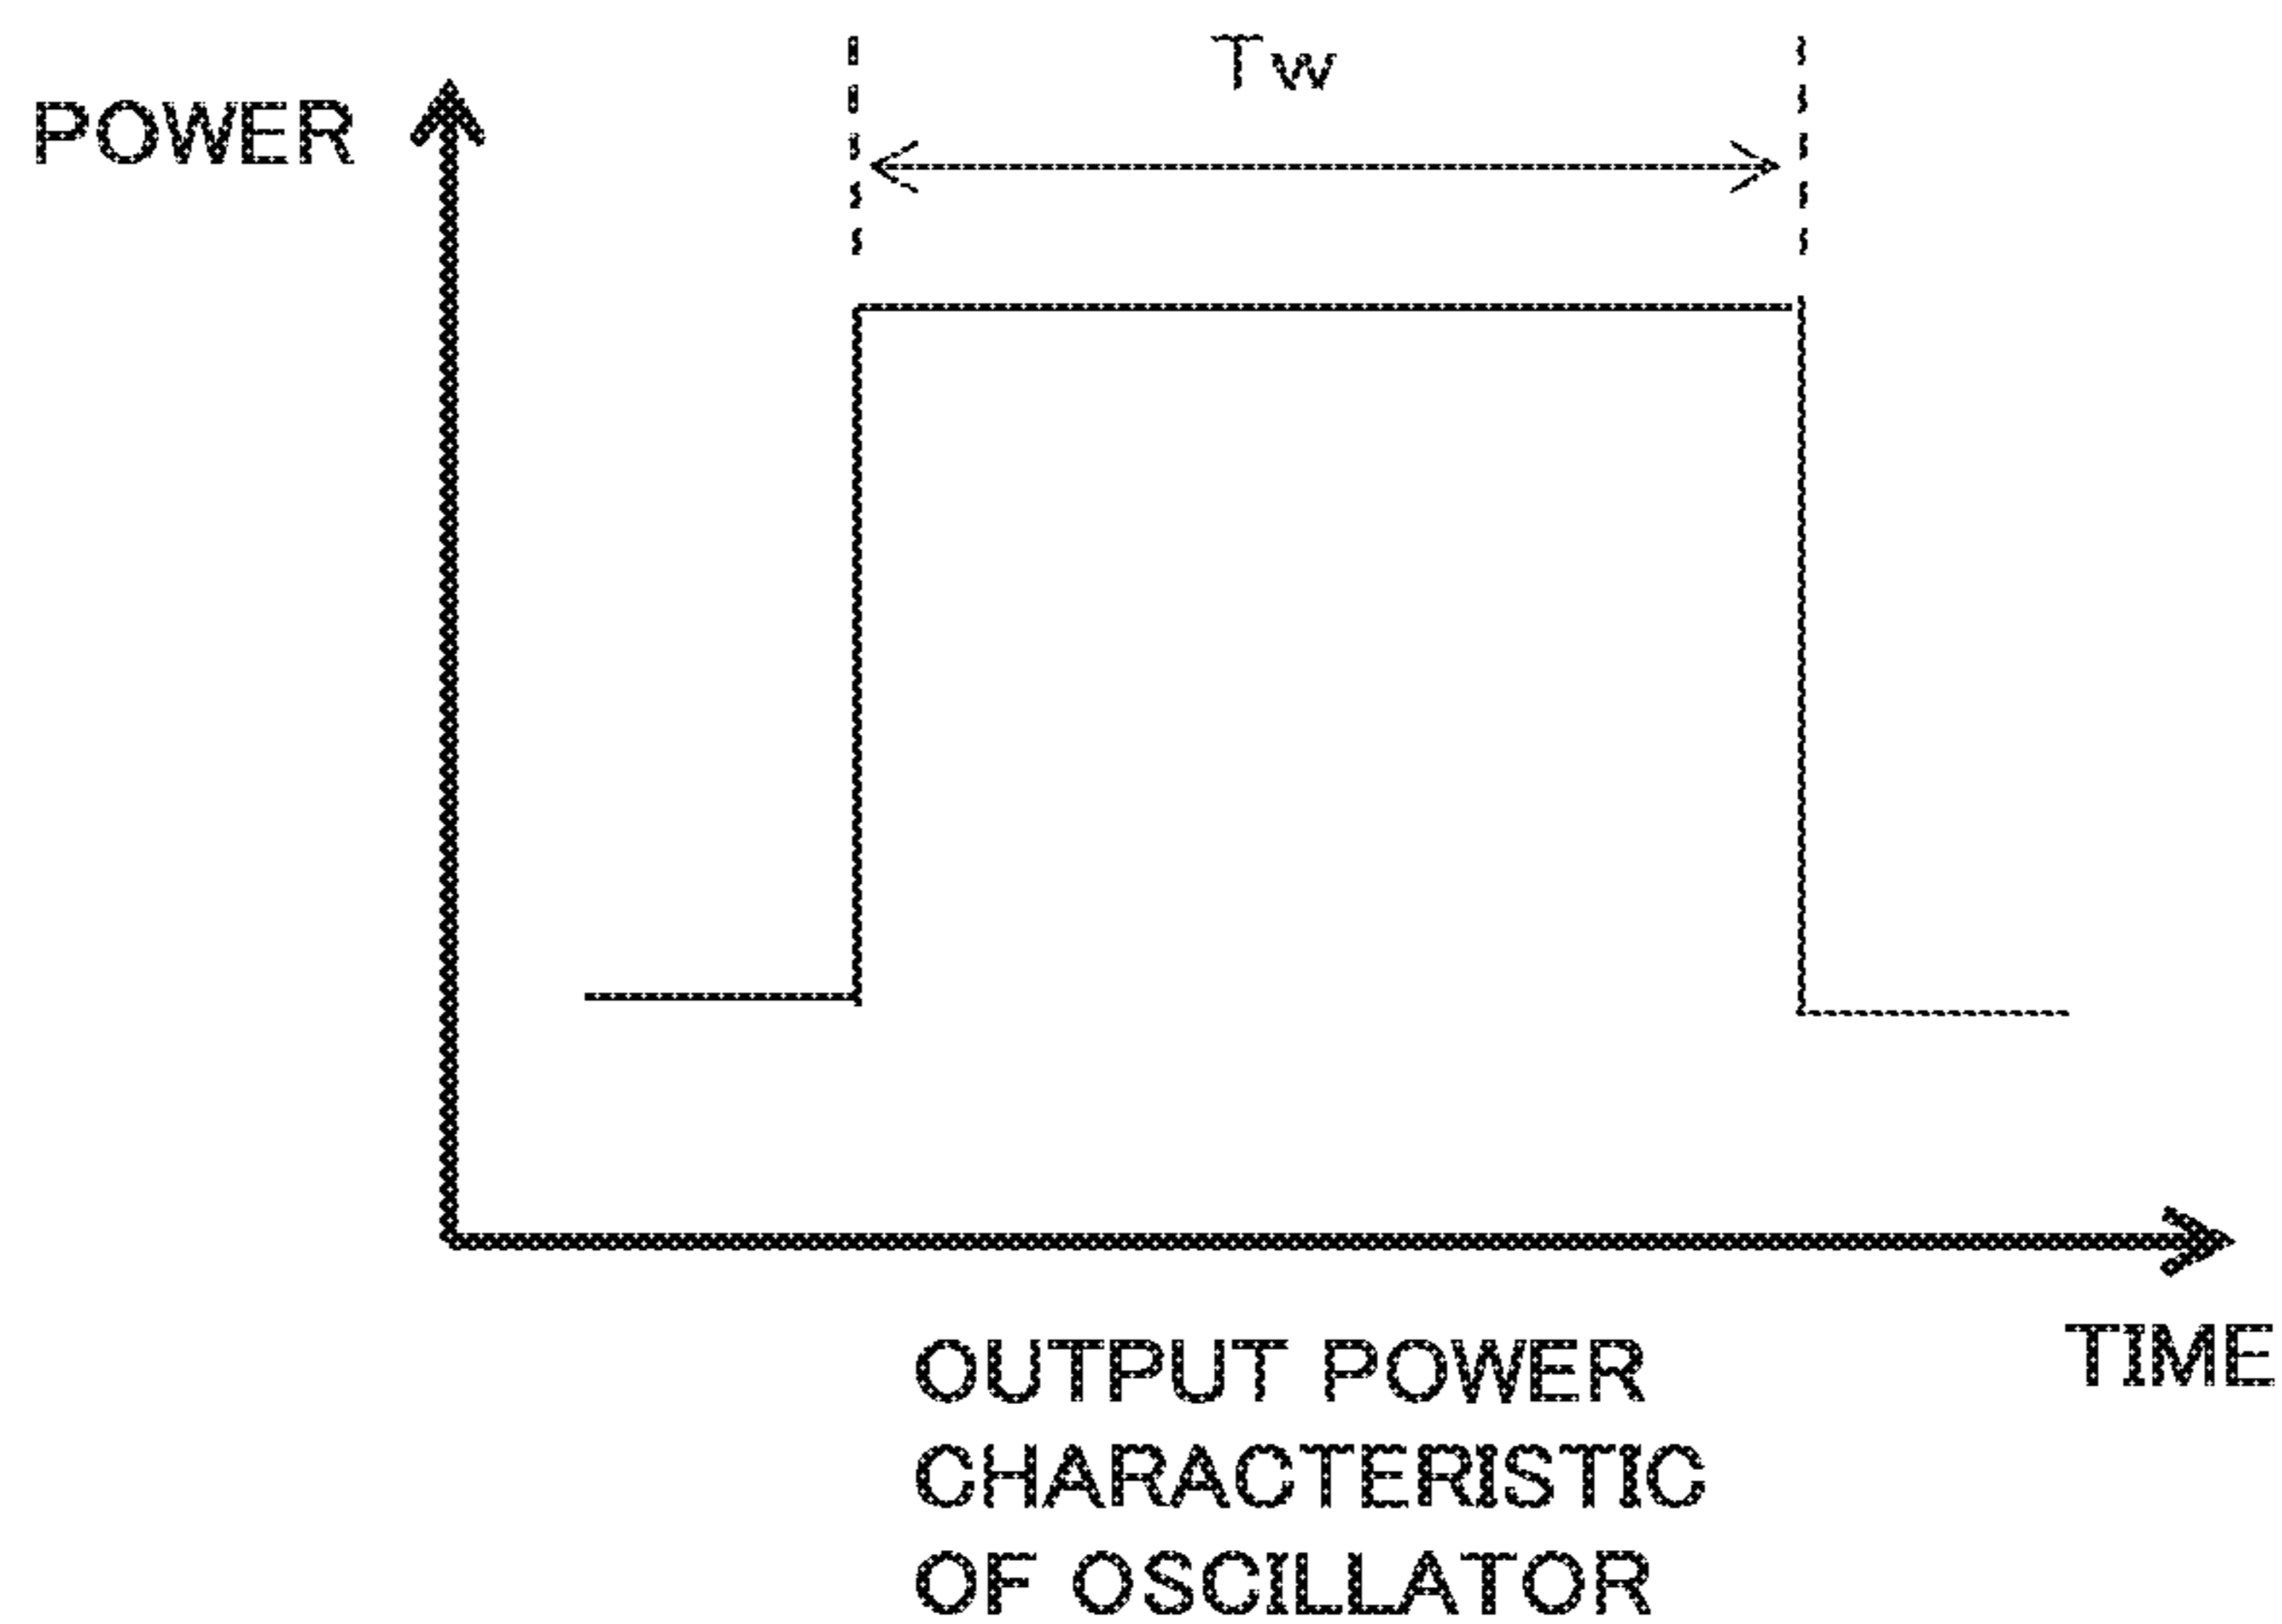 Tw
POWER
TIME
OUTPUT POWER
CHARACTERISTIC
OF OSCILLATOR